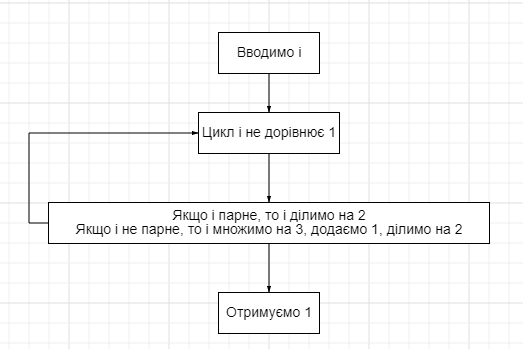 Вводимо і
Цикл і не дорівнює 1
Якщо і парне, то і ділимо на 2
Якщо і не парне, то і множимо на 3, додаємо 1, ділимо на 2
Отримуємо 1